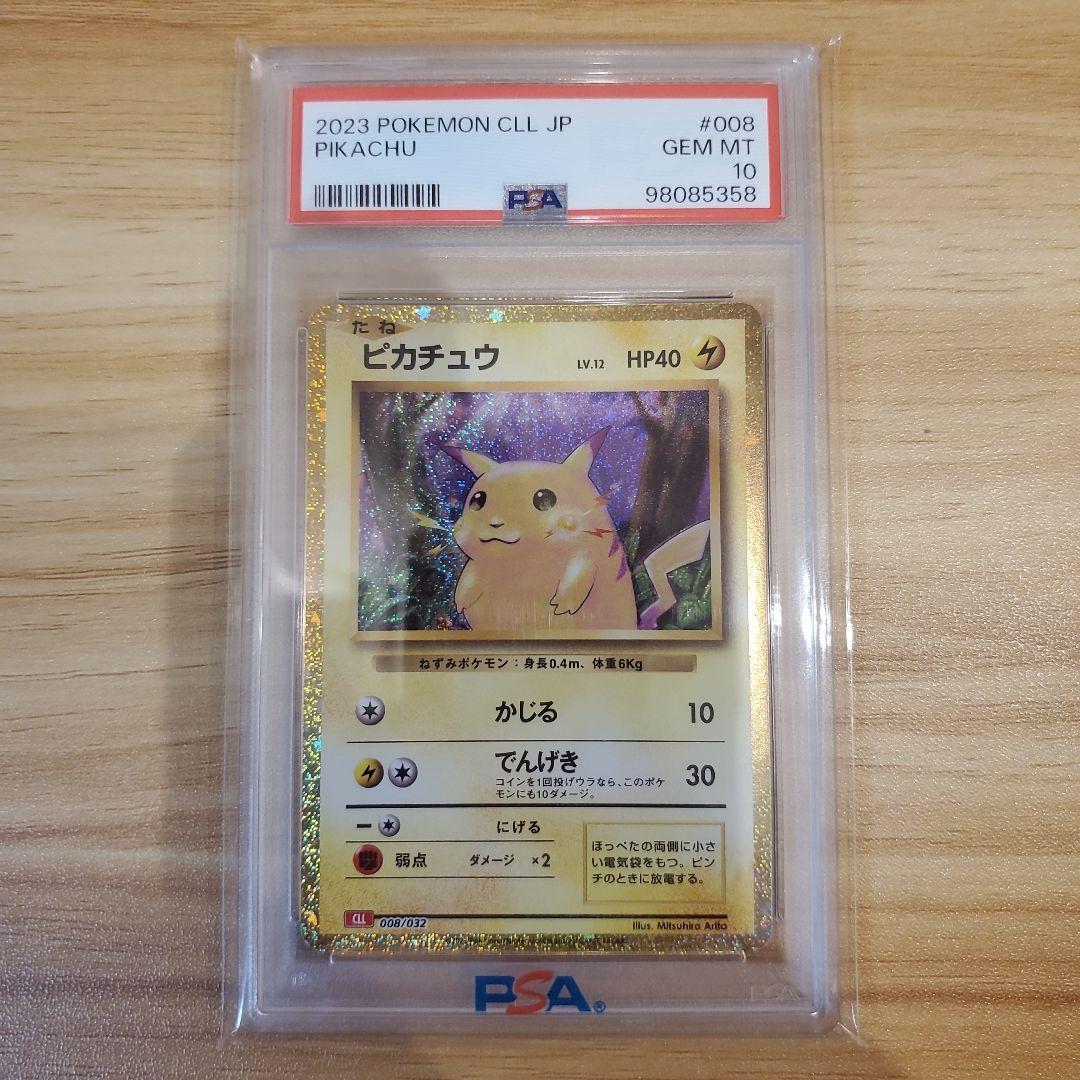 2023 POKEMON CLL JP #008
PIKACHU GEM MT
10
PSA 98085358
たね
ピカチュウ LV.12 HP40
ねずみポケモン：身長0.4m、体重6Kg
かじる 10
でんげき 30
コインを1回投げウラなら、このポケ
モンにも10ダメージ。
ー にげる
弱点 ダメージ ×2
ほっぺたの両側に小さ
い電気袋をもつ。ピン
チのときに放電する。
CLL 008/032
Illus. Mitsuhiro Arita
PSA®
PSA